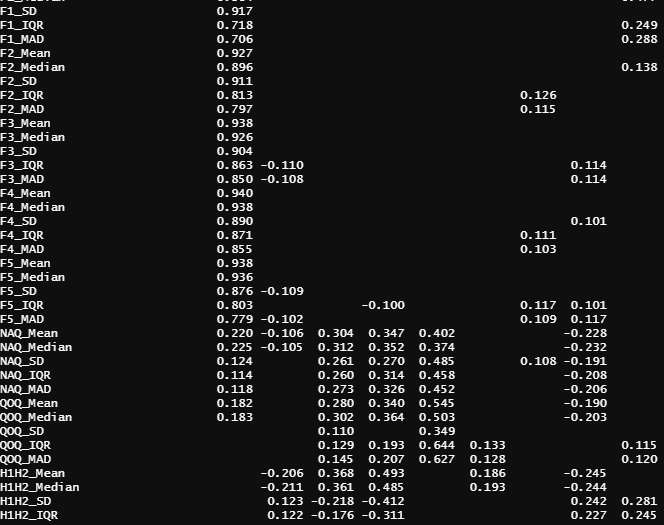 F1_SD 0.917
F1_IQR 0.718 0.249
F1_MAD 0.706 0.288
F2_Mean 0.927
F2_Median 0.896 0.138
F2_SD 0.911
F2_IQR 0.813 0.126
F2_MAD 0.797 0.115
F3_Mean 0.938
F3_Median 0.926
F3_SD 0.904
F3_IQR 0.863 -0.110 0.114
F3_MAD 0.850 -0.108 0.114
F4_Mean 0.940
F4_Median 0.938
F4_SD 0.890 0.101
F4_IQR 0.871 0.111
F4_MAD 0.855 0.103
F5_Mean 0.938
F5_Median 0.936
F5_SD 0.876 -0.109
F5_IQR 0.803 -0.100 0.117 0.101
F5_MAD 0.779 -0.102 0.109 0.117
NAQ_Mean 0.220 -0.106 0.304 0.347 0.402 -0.228
NAQ_Median 0.225 -0.105 0.312 0.352 0.374 -0.232
NAQ_SD 0.124 0.261 0.270 0.485 0.108 -0.191
NAQ_IQR 0.114 0.260 0.314 0.458 -0.208
NAQ_MAD 0.118 0.273 0.326 0.452 -0.206
QOQ_Mean 0.182 0.280 0.340 0.545 -0.190
QOQ_Median 0.183 0.302 0.364 0.503 -0.203
QOQ_SD 0.110 0.349
QOQ_IQR 0.129 0.193 0.644 0.133 0.115
QOQ_MAD 0.145 0.207 0.627 0.128 0.120
H1H2_Mean -0.206 0.368 0.493 0.186 -0.245
H1H2_Median -0.211 0.361 0.485 0.193 -0.244
H1H2_SD 0.123 -0.218 -0.412 0.242 0.281
H1H2_IQR 0.122 -0.176 -0.311 0.227 0.245